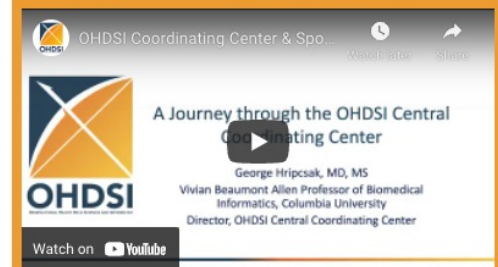 OHDSI
OHDSI Coordinating Center & Spo...
Watch later
Share
A Journey through the OHDSI Central
Coordinating Center
George Hripcsak, MD, MS
Vivian Beaumont Allen Professor of Biomedical
Informatics, Columbia University
Director, OHDSI Central Coordinating Center
OHDSI
Watch on YouTube